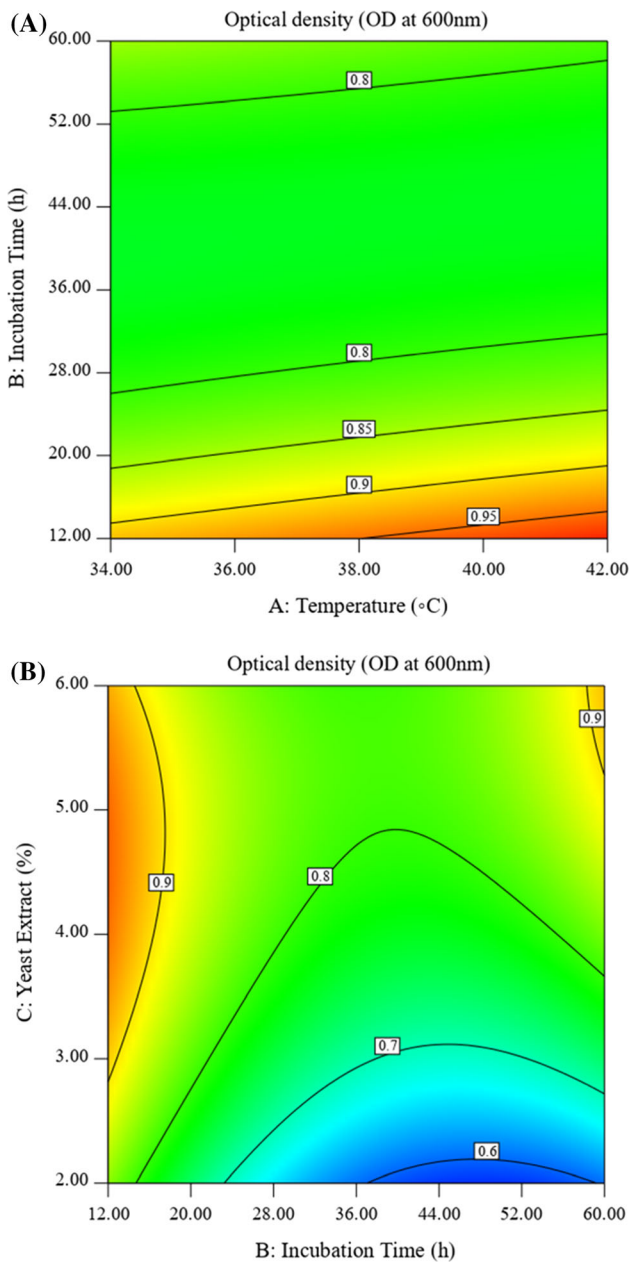 (A)
Optical density (OD at 600nm)
60.00
52.00
44.00
36.00
28.00
20.00
12.00
B: Incubation Time (h)
0.8
0.8
0.85
0.9
0.95
34.00 36.00 38.00 40.00 42.00
A: Temperature (∘C)
(B)
Optical density (OD at 600nm)
6.00
5.00
4.00
3.00
2.00
C: Yeast Extract (%)
0.9
0.9
0.8
0.7
0.6
12.00 20.00 28.00 36.00 44.00 52.00 60.00
B: Incubation Time (h)